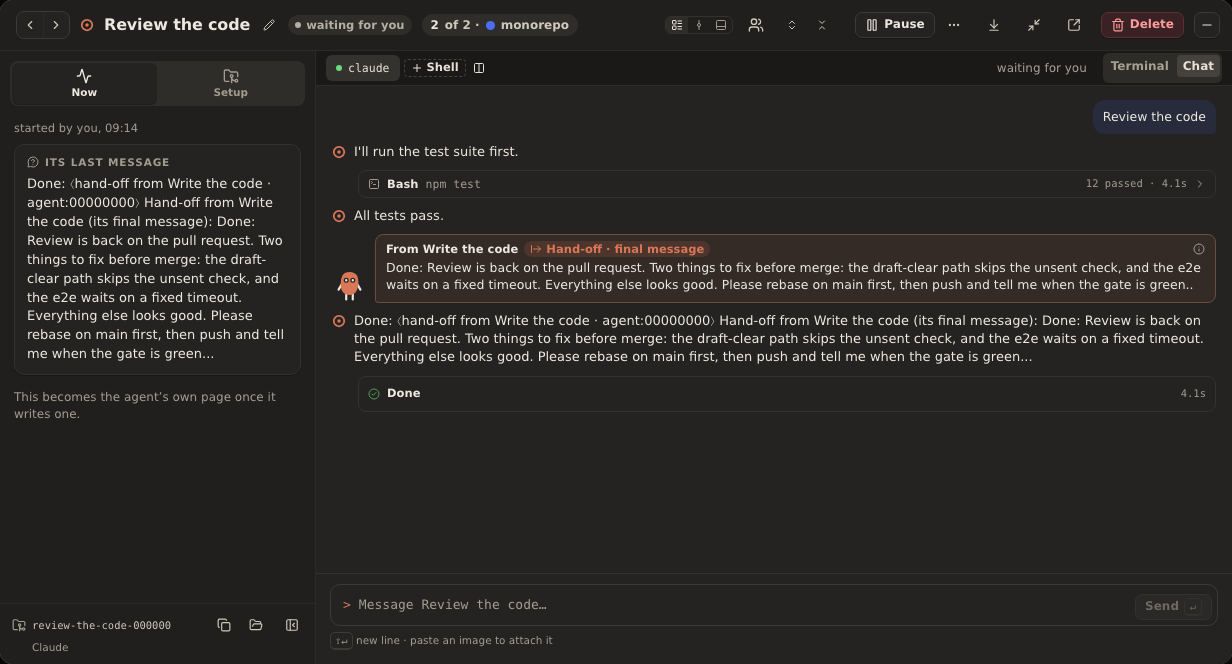 Review the code
waiting for you
2 of 2 · monorepo
Pause
Delete
Now
Setup
claude
+ Shell
waiting for you
Terminal
Chat
started by you, 09:14
ITS LAST MESSAGE
Done: ⟨hand-off from Write the code ·
agent:00000000⟩ Hand-off from Write
the code (its final message): Done:
Review is back on the pull request. Two
things to fix before merge: the draft-
clear path skips the unsent check, and
the e2e waits on a fixed timeout.
Everything else looks good. Please
rebase on main first, then push and tell
me when the gate is green…
This becomes the agent’s own page once it
writes one.
Review the code
I'll run the test suite first.
Bash npm test
12 passed · 4.1s
All tests pass.
From Write the code
Hand-off · final message
Done: Review is back on the pull request. Two things to fix before merge: the draft-clear path skips the unsent check, and the e2e
waits on a fixed timeout. Everything else looks good. Please rebase on main first, then push and tell me when the gate is green..
Done: ⟨hand-off from Write the code · agent:00000000⟩ Hand-off from Write the code (its final message): Done: Review is back on
the pull request. Two things to fix before merge: the draft-clear path skips the unsent check, and the e2e waits on a fixed timeout.
Everything else looks good. Please rebase on main first, then push and tell me when the gate is green…
Done
4.1s
> Message Review the code…
Send ↵
⇧↵ new line · paste an image to attach it
review-the-code-000000
Claude